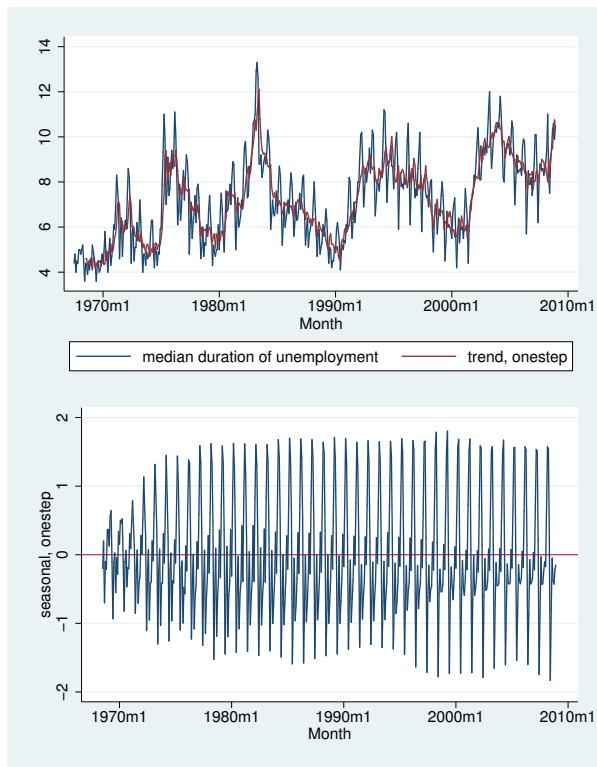 14
12
10
8
6
4
1970m1 1980m1 1990m1 2000m1 2010m1
Month
median duration of unemployment trend, onestep
2
1
0
−1
−2
seasonal, onestep
1970m1 1980m1 1990m1 2000m1 2010m1
Month